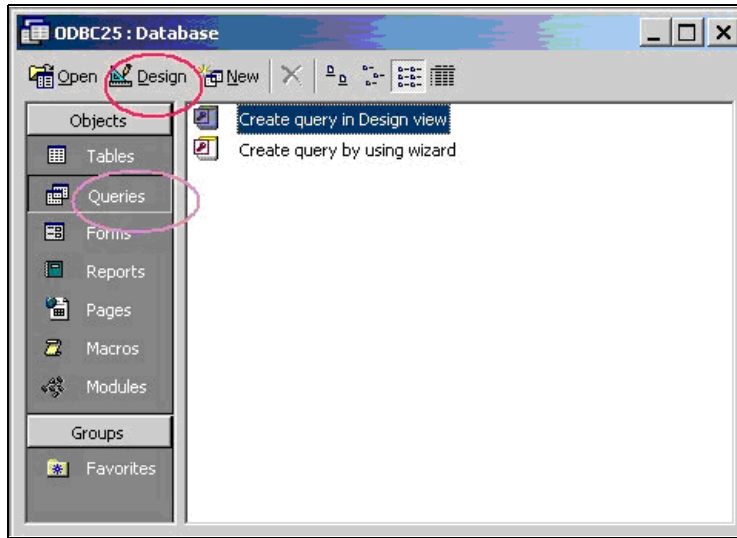 ODBC25 : Database
Open Design New
Objects
Tables
Queries
Forms
Reports
Pages
Macros
Modules
Groups
Favorites
Create query in Design view
Create query by using wizard